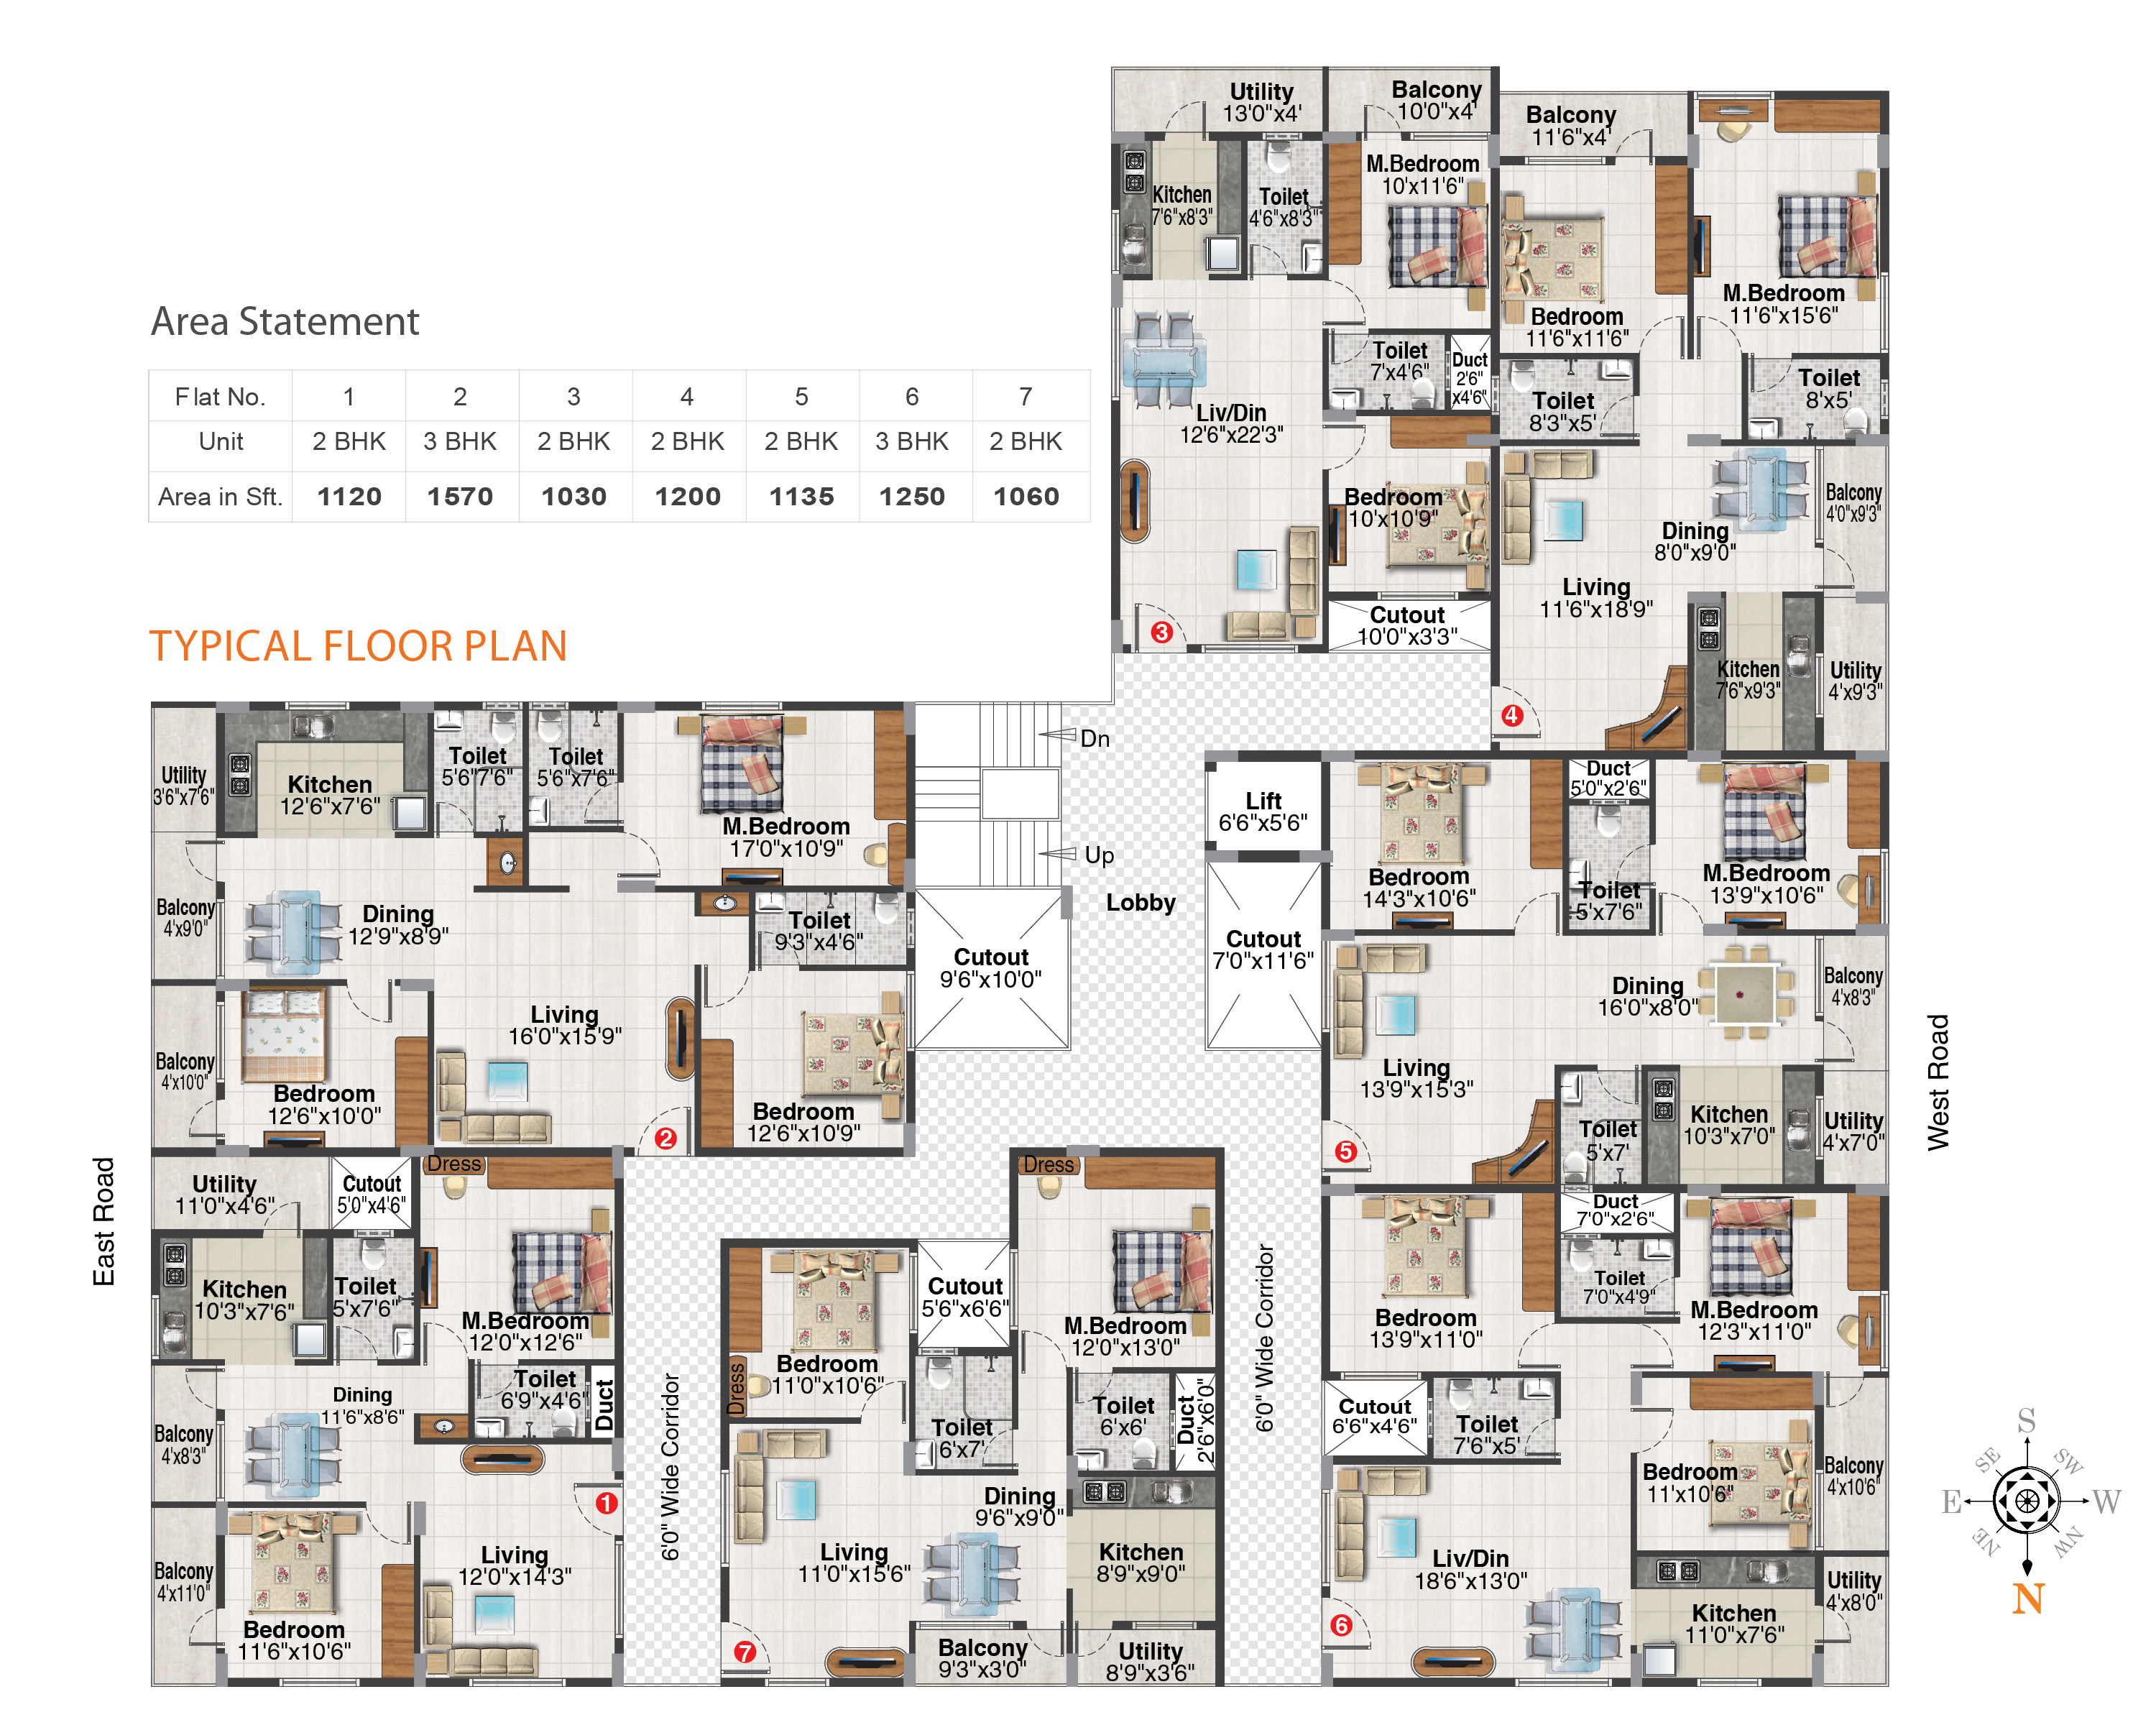 Area Statement
Flat No. 1 2 3 4 5 6 7
Unit 2 BHK 3 BHK 2 BHK 2 BHK 2 BHK 3 BHK 2 BHK
Area in Sft. 1120 1570 1030 1200 1135 1250 1060
TYPICAL FLOOR PLAN
Utility
13'0"x4'
Balcony
10'0"x4'
Kitchen
7'6"x8'3"
Toilet
4'6"x8'3"
M.Bedroom
10'x11'6"
Toilet
7'x4'6"
Duct
2'6"
x4'6"
Liv/Din
12'6"x22'3"
Bedroom
10'x10'9"
Cutout
10'0"x3'3"
3
Balcony
11'6"x4'
Bedroom
11'6"x11'6"
M.Bedroom
11'6"x15'6"
Toilet
8'3"x5'
Toilet
8'x5'
Balcony
4'0"x9'3"
Dining
8'0"x9'0"
Living
11'6"x18'9"
Kitchen
7'6"x9'3"
Utility
4'x9'3"
4
Dn
Up
Lobby
Lift
6'6"x5'6"
Cutout
7'0"x11'6"
Cutout
9'6"x10'0"
Utility
3'6"x7'6"
Kitchen
12'6"x7'6"
Toilet
5'6"7'6"
Toilet
5'6"x7'6"
M.Bedroom
17'0"x10'9"
Balcony
4'x9'0"
Dining
12'9"x8'9"
Toilet
9'3"x4'6"
Living
16'0"x15'9"
Balcony
4'x10'0"
Bedroom
12'6"x10'0"
Bedroom
12'6"x10'9"
2
Bedroom
14'3"x10'6"
Duct
5'0"x2'6"
Toilet
5'x7'6"
M.Bedroom
13'9"x10'6"
Dining
16'0"x8'0"
Balcony
4'x8'3"
Living
13'9"x15'3"
Toilet
5'x7'
Kitchen
10'3"x7'0"
Utility
4'x7'0"
5
West Road
East Road
Utility
11'0"x4'6"
Cutout
5'0"x4'6"
Dress
Kitchen
10'3"x7'6"
Toilet
5'x7'6"
M.Bedroom
12'0"x12'6"
Toilet
6'9"x4'6"
Duct
Dining
11'6"x8'6"
Balcony
4'x8'3"
Balcony
4'x11'0"
Bedroom
11'6"x10'6"
Living
12'0"x14'3"
1
6'0" Wide Corridor
Dress
Cutout
5'6"x6'6"
M.Bedroom
12'0"x13'0"
Bedroom
11'0"x10'6"
Dress
Toilet
6'x7'
Toilet
6'x6'
Duct
2'6"x6'0"
Dining
9'6"x9'0"
Living
11'0"x15'6"
Kitchen
8'9"x9'0"
Balcony
9'3"x3'0"
Utility
8'9"x3'6"
7
6'0" Wide Corridor
Bedroom
13'9"x11'0"
Duct
7'0"x2'6"
Toilet
7'0"x4'9"
M.Bedroom
12'3"x11'0"
Cutout
6'6"x4'6"
Toilet
7'6"x5'
Bedroom
11'x10'6"
Balcony
4'x10'6"
Liv/Din
18'6"x13'0"
Kitchen
11'0"x7'6"
Utility
4'x8'0"
6
S
SE SW
E W
NE NW
N